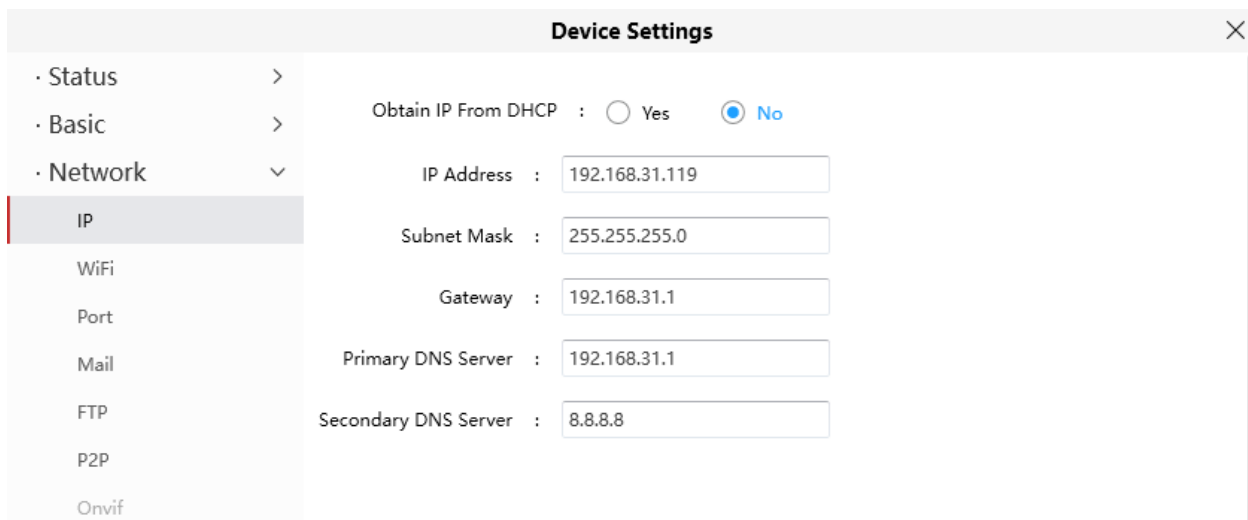 Device Settings
· Status
· Basic
· Network
IP
WiFi
Port
Mail
FTP
P2P
Onvif
Obtain IP From DHCP : Yes No
IP Address : 192.168.31.119
Subnet Mask : 255.255.255.0
Gateway : 192.168.31.1
Primary DNS Server : 192.168.31.1
Secondary DNS Server : 8.8.8.8